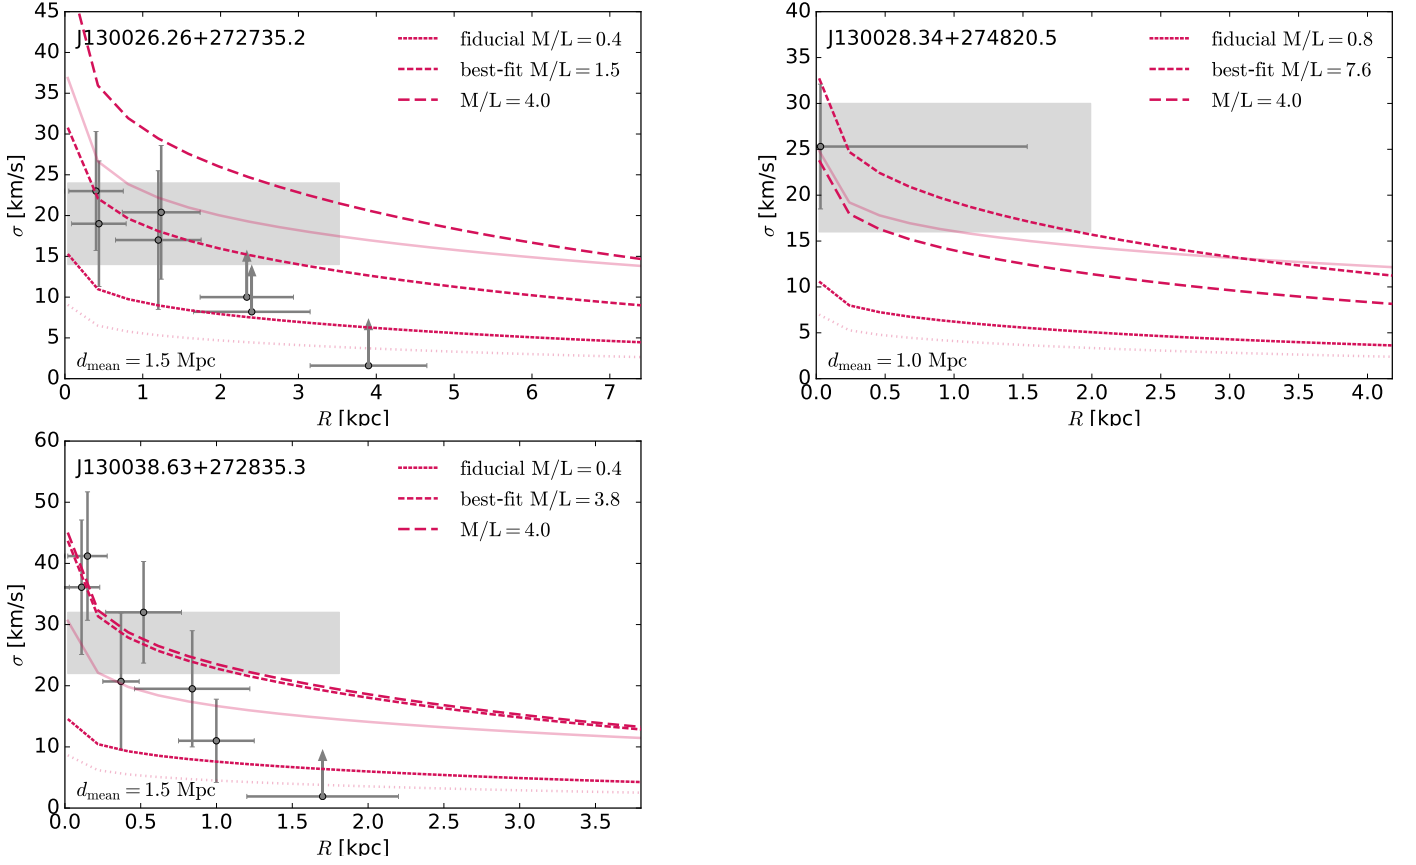 J130026.26+272735.2
fiducial M/L = 0.4
best-fit M/L = 1.5
M/L = 4.0
d_mean = 1.5 Mpc
σ [km/s]
45
40
35
30
25
20
15
10
5
0
0 1 2 3 4 5 6 7
R [kpc]
J130028.34+274820.5
fiducial M/L = 0.8
best-fit M/L = 7.6
M/L = 4.0
d_mean = 1.0 Mpc
σ [km/s]
40
35
30
25
20
15
10
5
0
0.0 0.5 1.0 1.5 2.0 2.5 3.0 3.5 4.0
R [kpc]
J130038.63+272835.3
fiducial M/L = 0.4
best-fit M/L = 3.8
M/L = 4.0
d_mean = 1.5 Mpc
σ [km/s]
60
50
40
30
20
10
0
0.0 0.5 1.0 1.5 2.0 2.5 3.0 3.5
R [kpc]